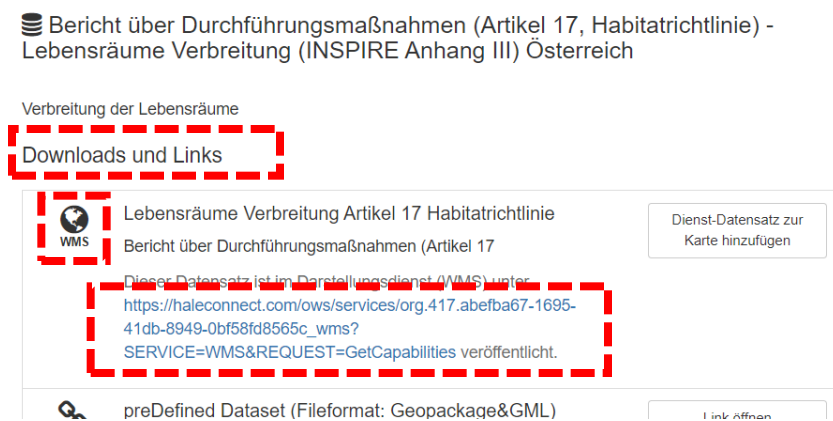 Bericht über Durchführungsmaßnahmen (Artikel 17, Habitatrichtlinie) -
Lebensräume Verbreitung (INSPIRE Anhang III) Österreich
Verbreitung der Lebensräume
Downloads und Links
WMS
Lebensräume Verbreitung Artikel 17 Habitatrichtlinie
Bericht über Durchführungsmaßnahmen (Artikel 17
Dieser Datensatz ist im Darstellungsdienst (WMS) unter
https://haleconnect.com/ows/services/org.417.abefba67-1695-
41db-8949-0bf58fd8565c_wms?
SERVICE=WMS&REQUEST=GetCapabilities veröffentlicht.
Dienst-Datensatz zur
Karte hinzufügen
preDefined Dataset (Fileformat: Geopackage&GML)
Link öffnen